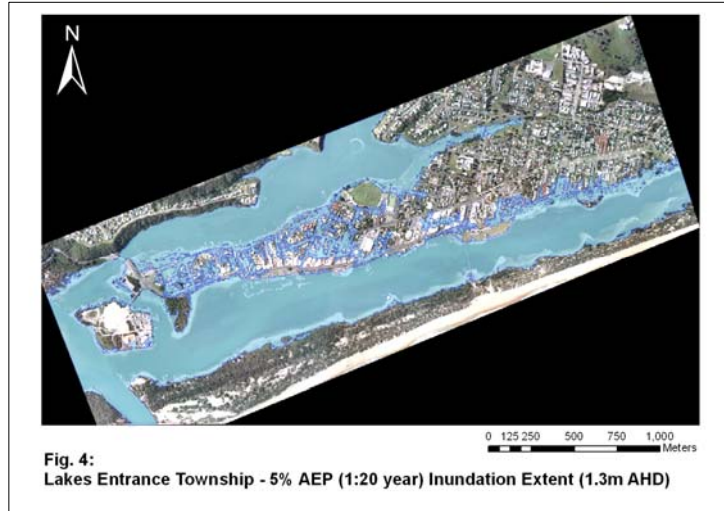 N
0 125 250 500 750 1,000
Meters
Fig. 4:
Lakes Entrance Township - 5% AEP (1:20 year) Inundation Extent (1.3m AHD)